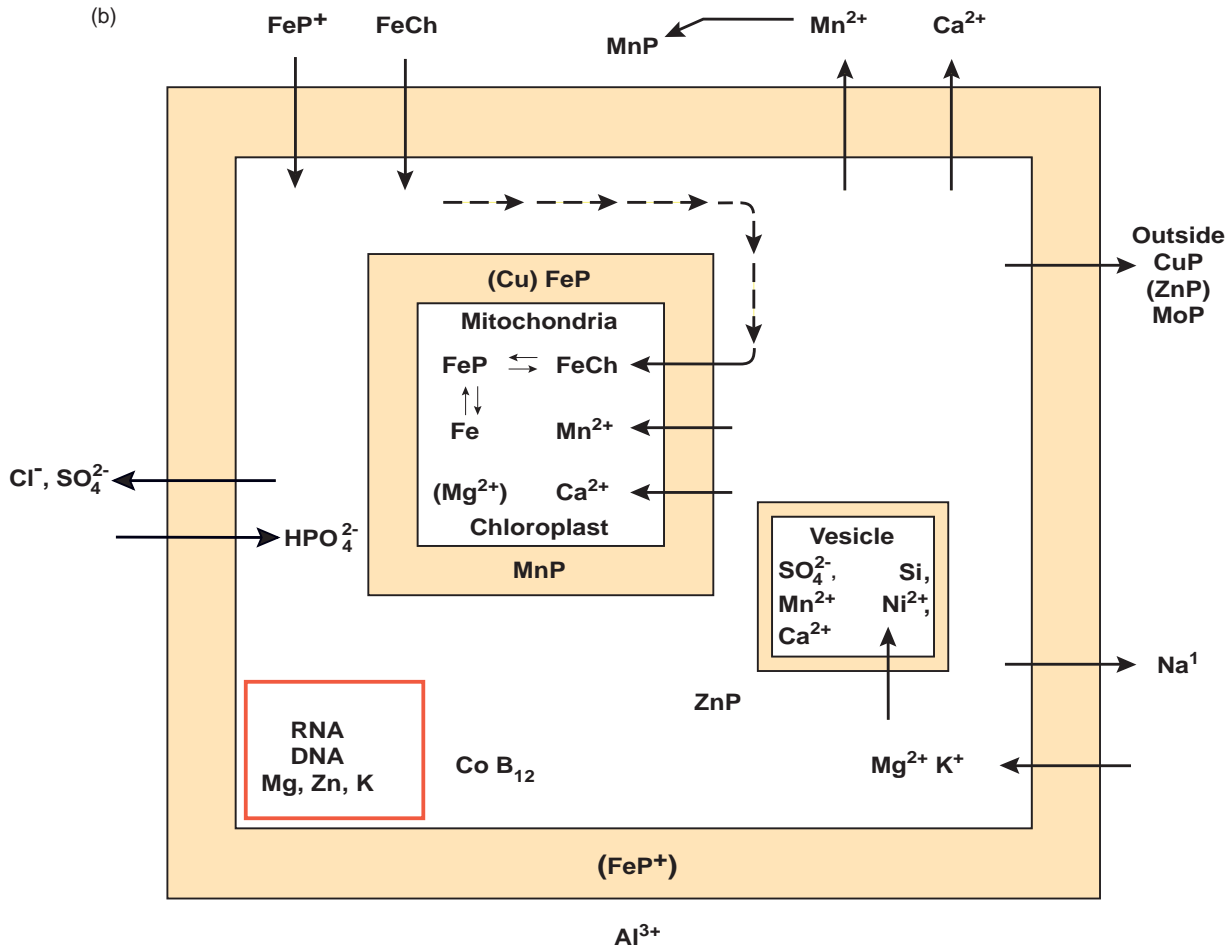 (b)
FeP⁺
FeCh
MnP
Mn²⁺
Ca²⁺
Outside
CuP
(ZnP)
MoP
(Cu) FeP
Mitochondria
FeP
FeCh
Fe
Mn²⁺
(Mg²⁺)
Ca²⁺
Chloroplast
MnP
Cl⁻, SO₄²⁻
HPO₄²⁻
Vesicle
SO₄²⁻, Si,
Mn²⁺ Ni²⁺,
Ca²⁺
Na¹
ZnP
RNA
DNA
Mg, Zn, K
Co B₁₂
Mg²⁺ K⁺
(FeP⁺)
Al³⁺